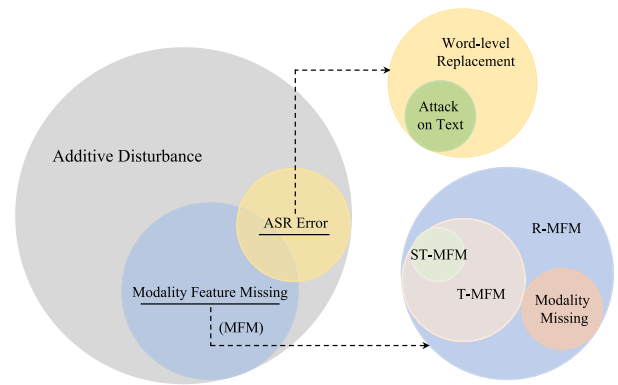 Word-level
Replacement
Attack
on Text
Additive Disturbance
ASR Error
R-MFM
ST-MFM
Modality Feature Missing
T-MFM
Modality
Missing
(MFM)